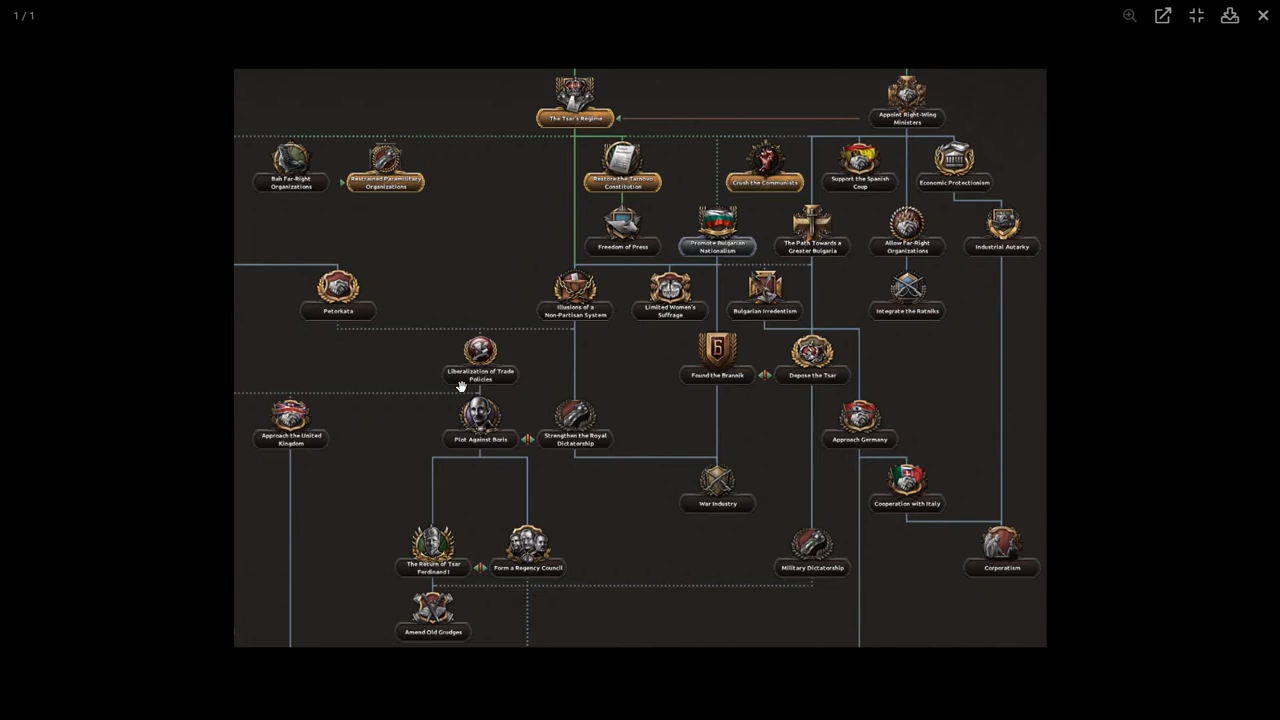 1 / 1
The Tsar's Regime
Appoint Right-Wing
Ministers
Bah Far-Right
Organizations
Restrained Paramilitary
Organizations
Restore the Tarnovo
Constitution
Crush the Communists
Support the Spanish
Coup
Economic Protectionism
Freedom of Press
Promote Bulgarian
Nationalism
The Path Towards a
Greater Bulgaria
Allow Far-Right
Organizations
Industrial Autarky
Petorkata
Illusions of a
Non-Partisan System
Limited Women's
Suffrage
Bulgarian Irredentism
Integrate the Ratniks
Liberalization of Trade
Policies
Found the Brannik
Depose the Tsar
Approach the United
Kingdom
Plot Against Boris
Strengthen the Royal
Dictatorship
Approach Germany
War Industry
Cooperation with Italy
The Return of Tsar
Ferdinand I
Form a Regency Council
Military Dictatorship
Corporatism
Amend Old Grudges